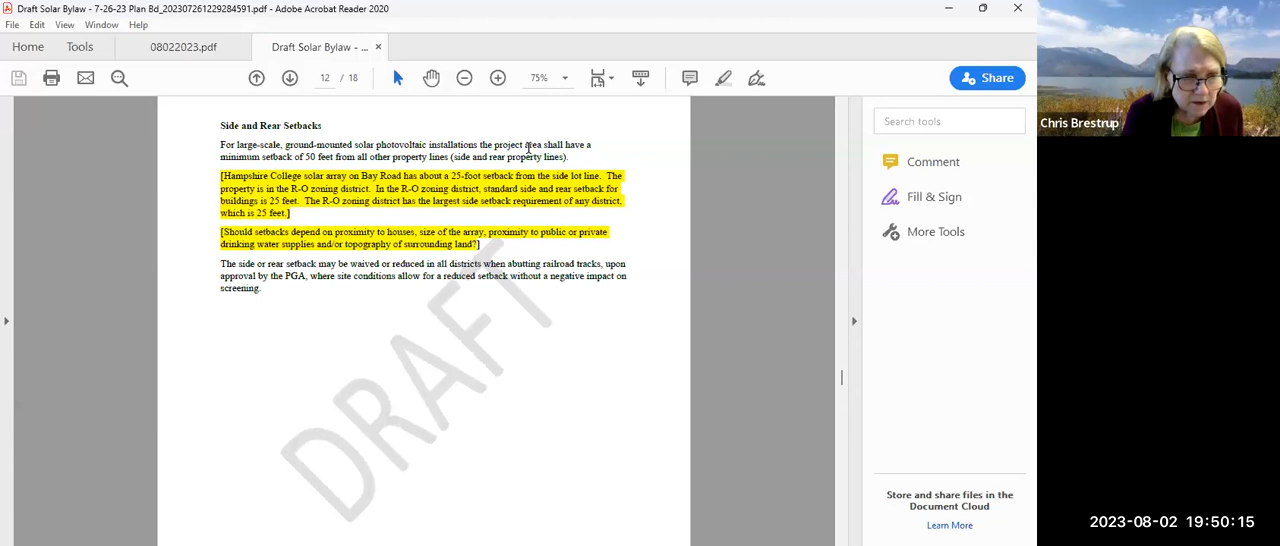 Draft Solar Bylaw - 7-26-23 Plan Bd_202307261229284591.pdf - Adobe Acrobat Reader 2020
File Edit View Window Help
Home Tools 08022023.pdf Draft Solar Bylaw - ... ×
12 / 18 75% Share
Side and Rear Setbacks
For large-scale, ground-mounted solar photovoltaic installations the project area shall have a
minimum setback of 50 feet from all other property lines (side and rear property lines).
[Hampshire College solar array on Bay Road has about a 25-foot setback from the side lot line. The
property is in the R-O zoning district. In the R-O zoning district, standard side and rear setback for
buildings is 25 feet. The R-O zoning district has the largest side setback requirement of any district,
which is 25 feet.]
[Should setbacks depend on proximity to houses, size of the array, proximity to public or private
drinking water supplies and/or topography of surrounding land?]
The side or rear setback may be waived or reduced in all districts when abutting railroad tracks, upon
approval by the PGA, where site conditions allow for a reduced setback without a negative impact on
screening.
DRAFT
Search tools
Comment
Fill & Sign
More Tools
Store and share files in the
Document Cloud
Learn More
Chris Brestrup
2023-08-02 19:50:15